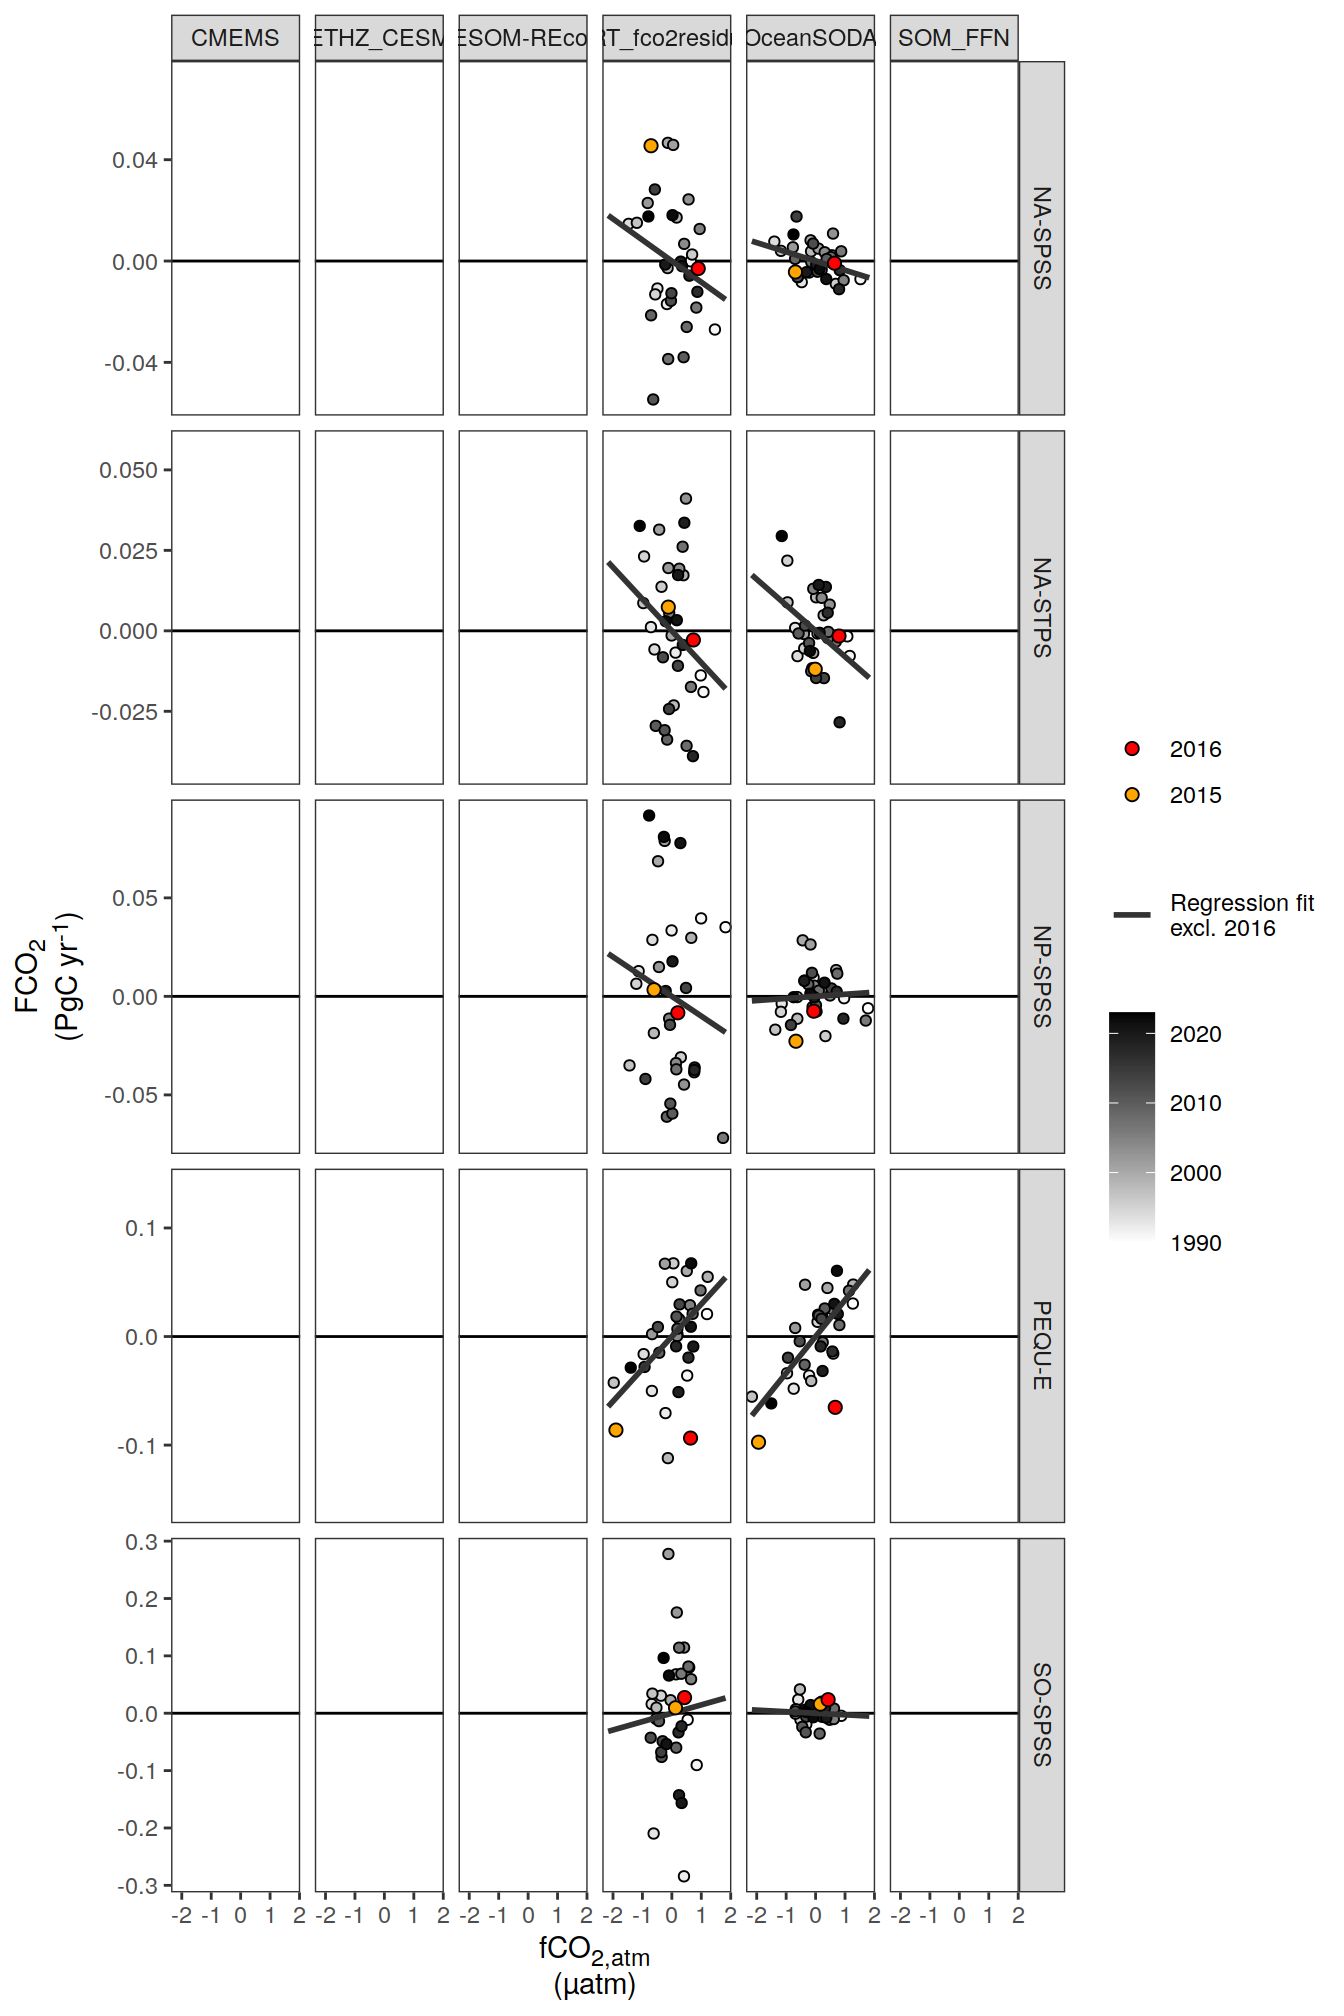 CMEMS ETHZ_CESM ESOM-REco RT_fco2residu OceanSODA SOM_FFN
0.04
0.00
-0.04
NA-SPSS
0.050
0.025
0.000
-0.025
NA-STPS
0.05
0.00
-0.05
NP-SPSS
0.1
0.0
-0.1
PEQU-E
0.3
0.2
0.1
0.0
-0.1
-0.2
-0.3
SO-SPSS
-2 -1 0 1 2 -2 -1 0 1 2 -2 -1 0 1 2 -2 -1 0 1 2 -2 -1 0 1 2 -2 -1 0 1 2
fCO2,atm
(µatm)
FCO2
(PgC yr-1)
2016
2015
Regression fit
excl. 2016
2020
2010
2000
1990